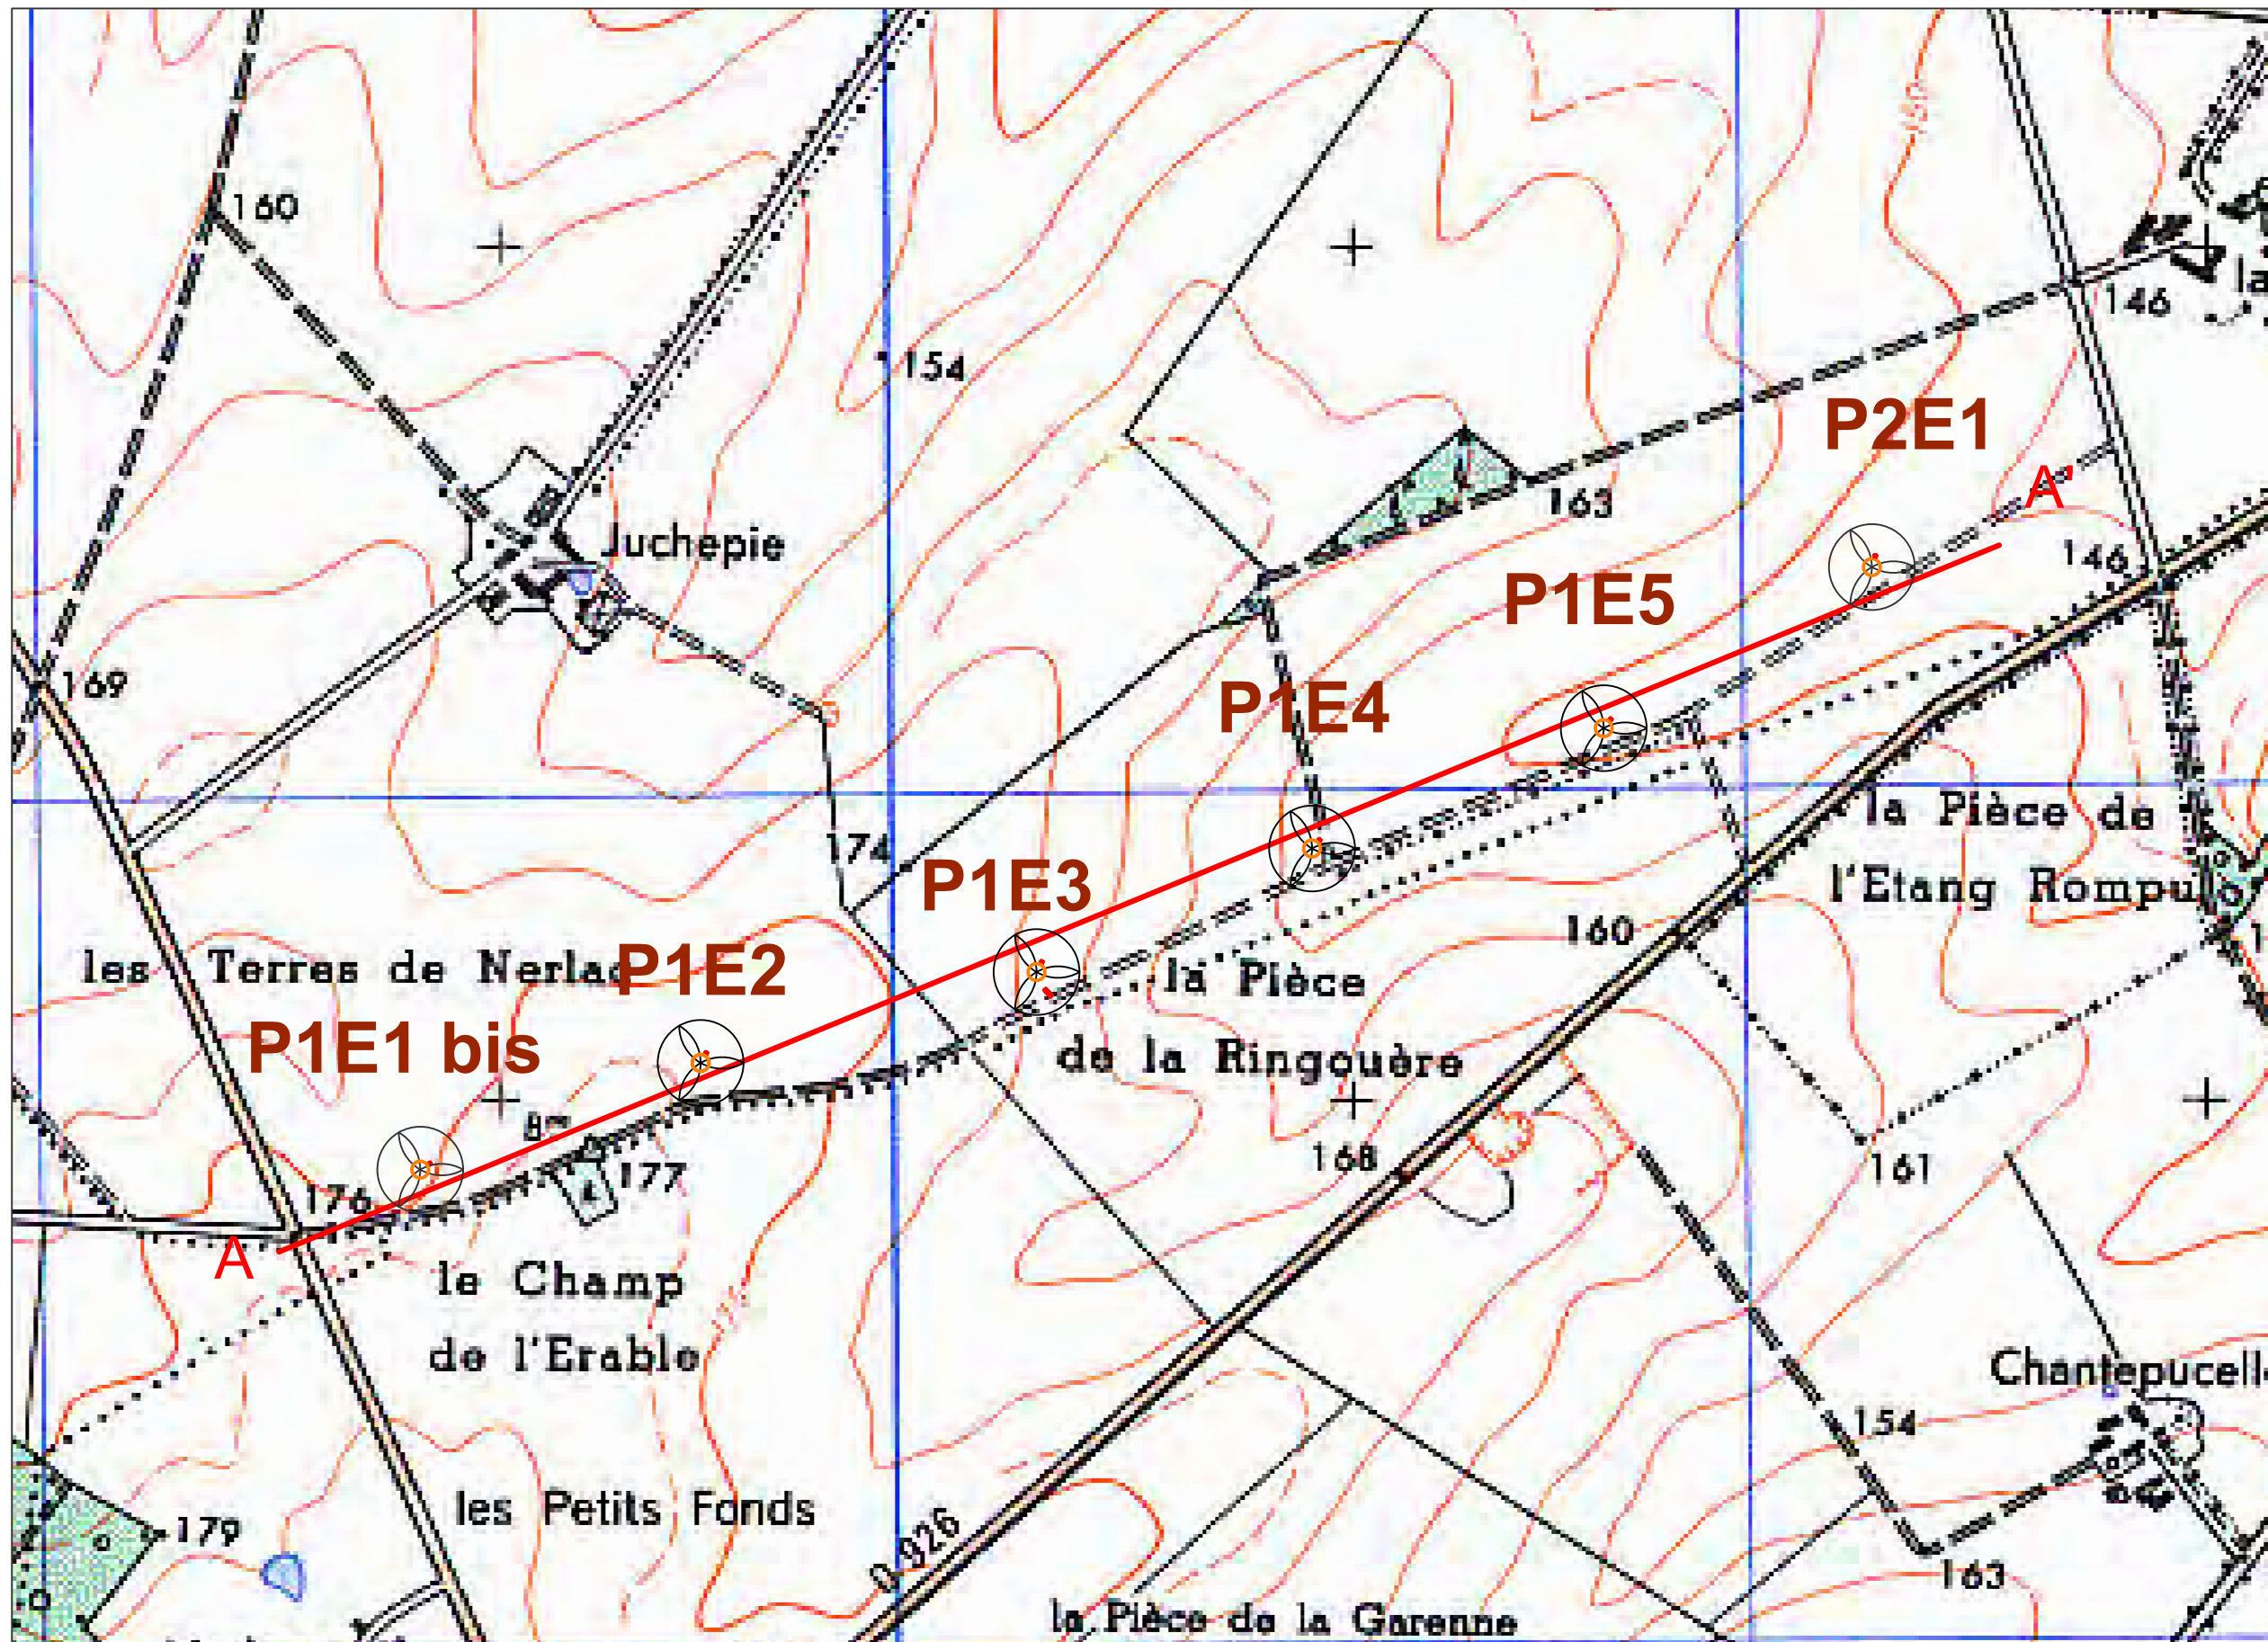 160
150
146
la
154
P2E1
A'
Juchepie
163
146
P1E5
169
P1E4
la Pièce de
174
P1E3
l'Etang Rompu
160
les Terres de Nerlac
P1E2
la Pièce
P1E1 bis
de la Ringouère
8m
168
177
161
176
A
le Champ
de l'Erable
Chantepucelle
154
les Petits Fonds
179
D 926
163
la Pièce de la Garenne